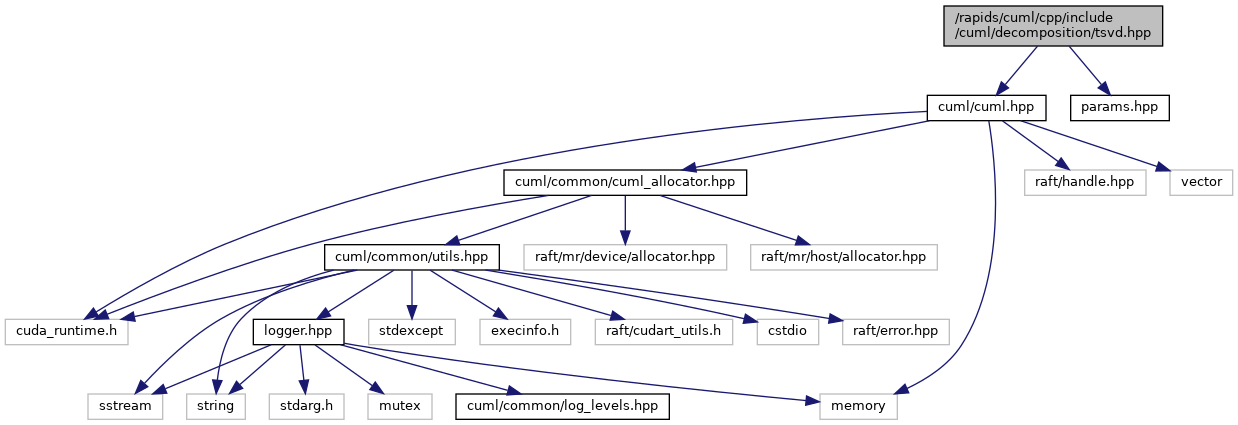 /rapids/cuml/cpp/include
/cuml/decomposition/tsvd.hpp
cuml/cuml.hpp
params.hpp
cuml/common/cuml_allocator.hpp
raft/handle.hpp
vector
cuml/common/utils.hpp
raft/mr/device/allocator.hpp
raft/mr/host/allocator.hpp
cuda_runtime.h
logger.hpp
stdexcept
execinfo.h
raft/cudart_utils.h
cstdio
raft/error.hpp
sstream
string
stdarg.h
mutex
cuml/common/log_levels.hpp
memory